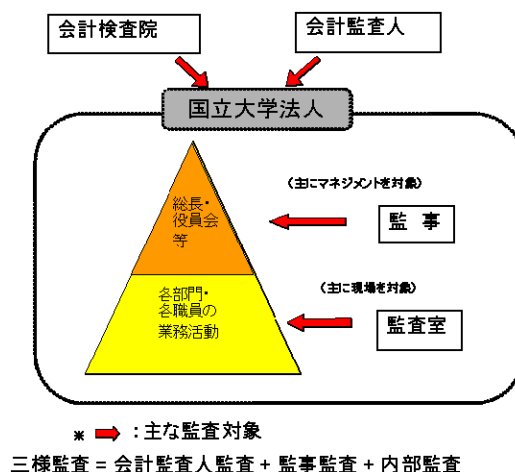 会計検査院
会計監査人
国立大学法人
(主にマネジメントを対象)
総長・
役員会
等
監 事
(主に現場を対象)
各部門・
各職員の
業務活動
監査室
* ➡ : 主な監査対象
三様監査 = 会計監査人監査 + 監事監査 + 内部監査